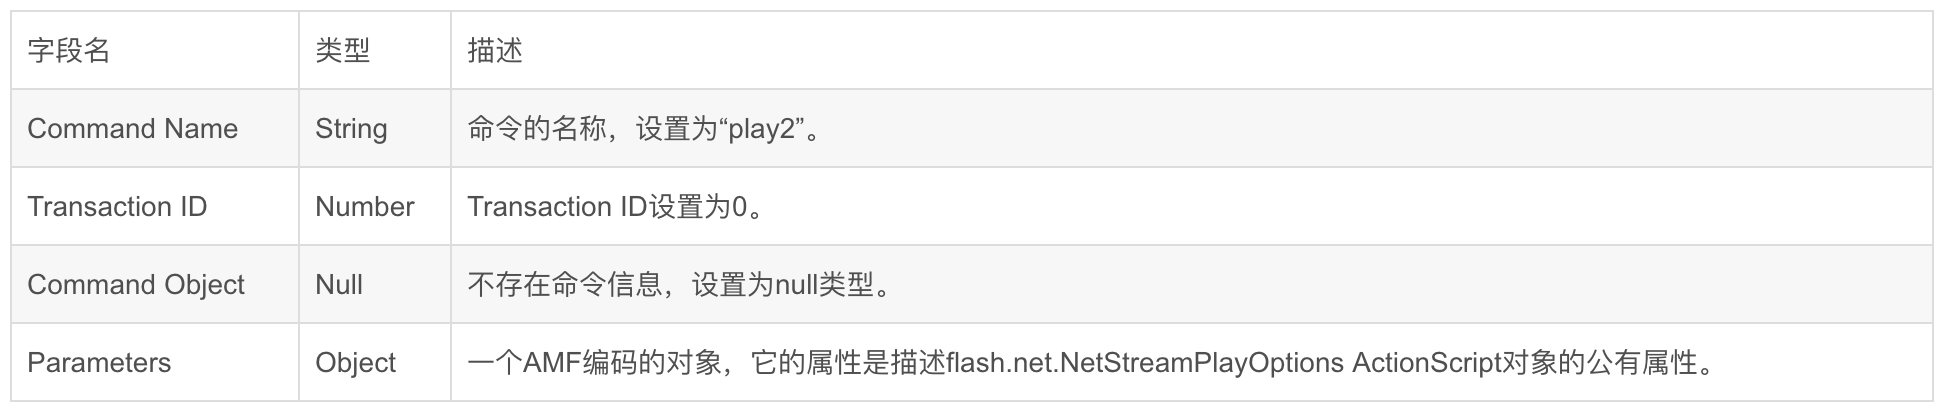 字段名 类型 描述
Command Name String 命令的名称，设置为“play2”。
Transaction ID Number Transaction ID设置为0。
Command Object Null 不存在命令信息，设置为null类型。
Parameters Object 一个AMF编码的对象，它的属性是描述flash.net.NetStreamPlayOptions ActionScript对象的公有属性。